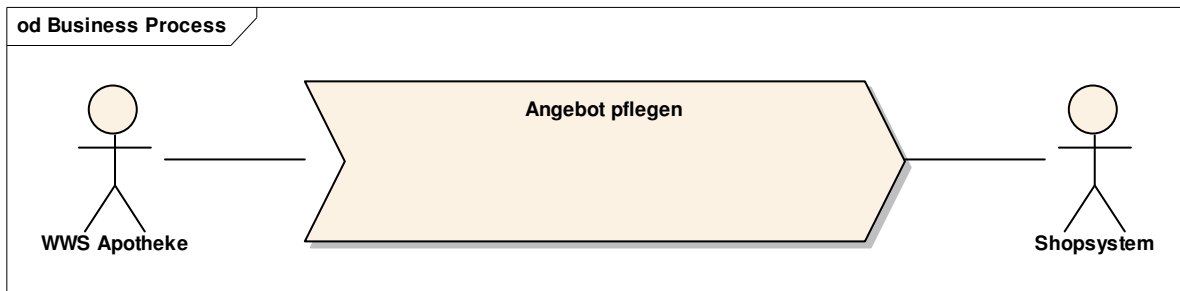 od Business Process
Angebot pflegen
WWS Apotheke
Shopsystem